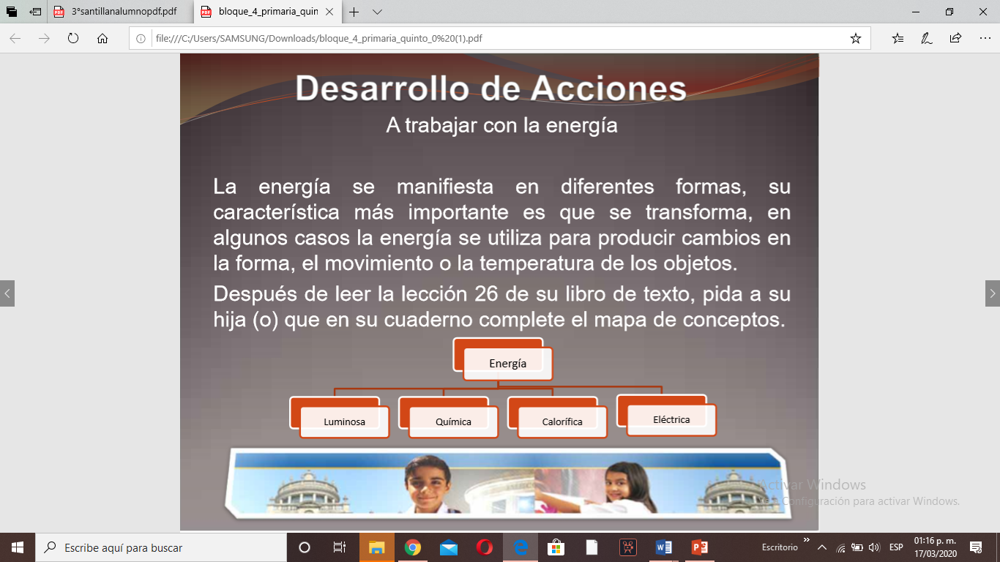 3°santillanalumnopdf.pdf
bloque_4_primaria_quin
file:///C:/Users/SAMSUNG/Downloads/bloque_4_primaria_quinto_0%20(1).pdf
Desarrollo de Acciones
A trabajar con la energía
La energía se manifiesta en diferentes formas, su
característica más importante es que se transforma, en
algunos casos la energía se utiliza para producir cambios en
la forma, el movimiento o la temperatura de los objetos.
Después de leer la lección 26 de su libro de texto, pida a su
hija (o) que en su cuaderno complete el mapa de conceptos.
Energía
Luminosa
Química
Calorífica
Eléctrica
Activar Windows
Configuración para activar Windows.
Escribe aquí para buscar
Escritorio
ESP
01:16 p. m.
17/03/2020